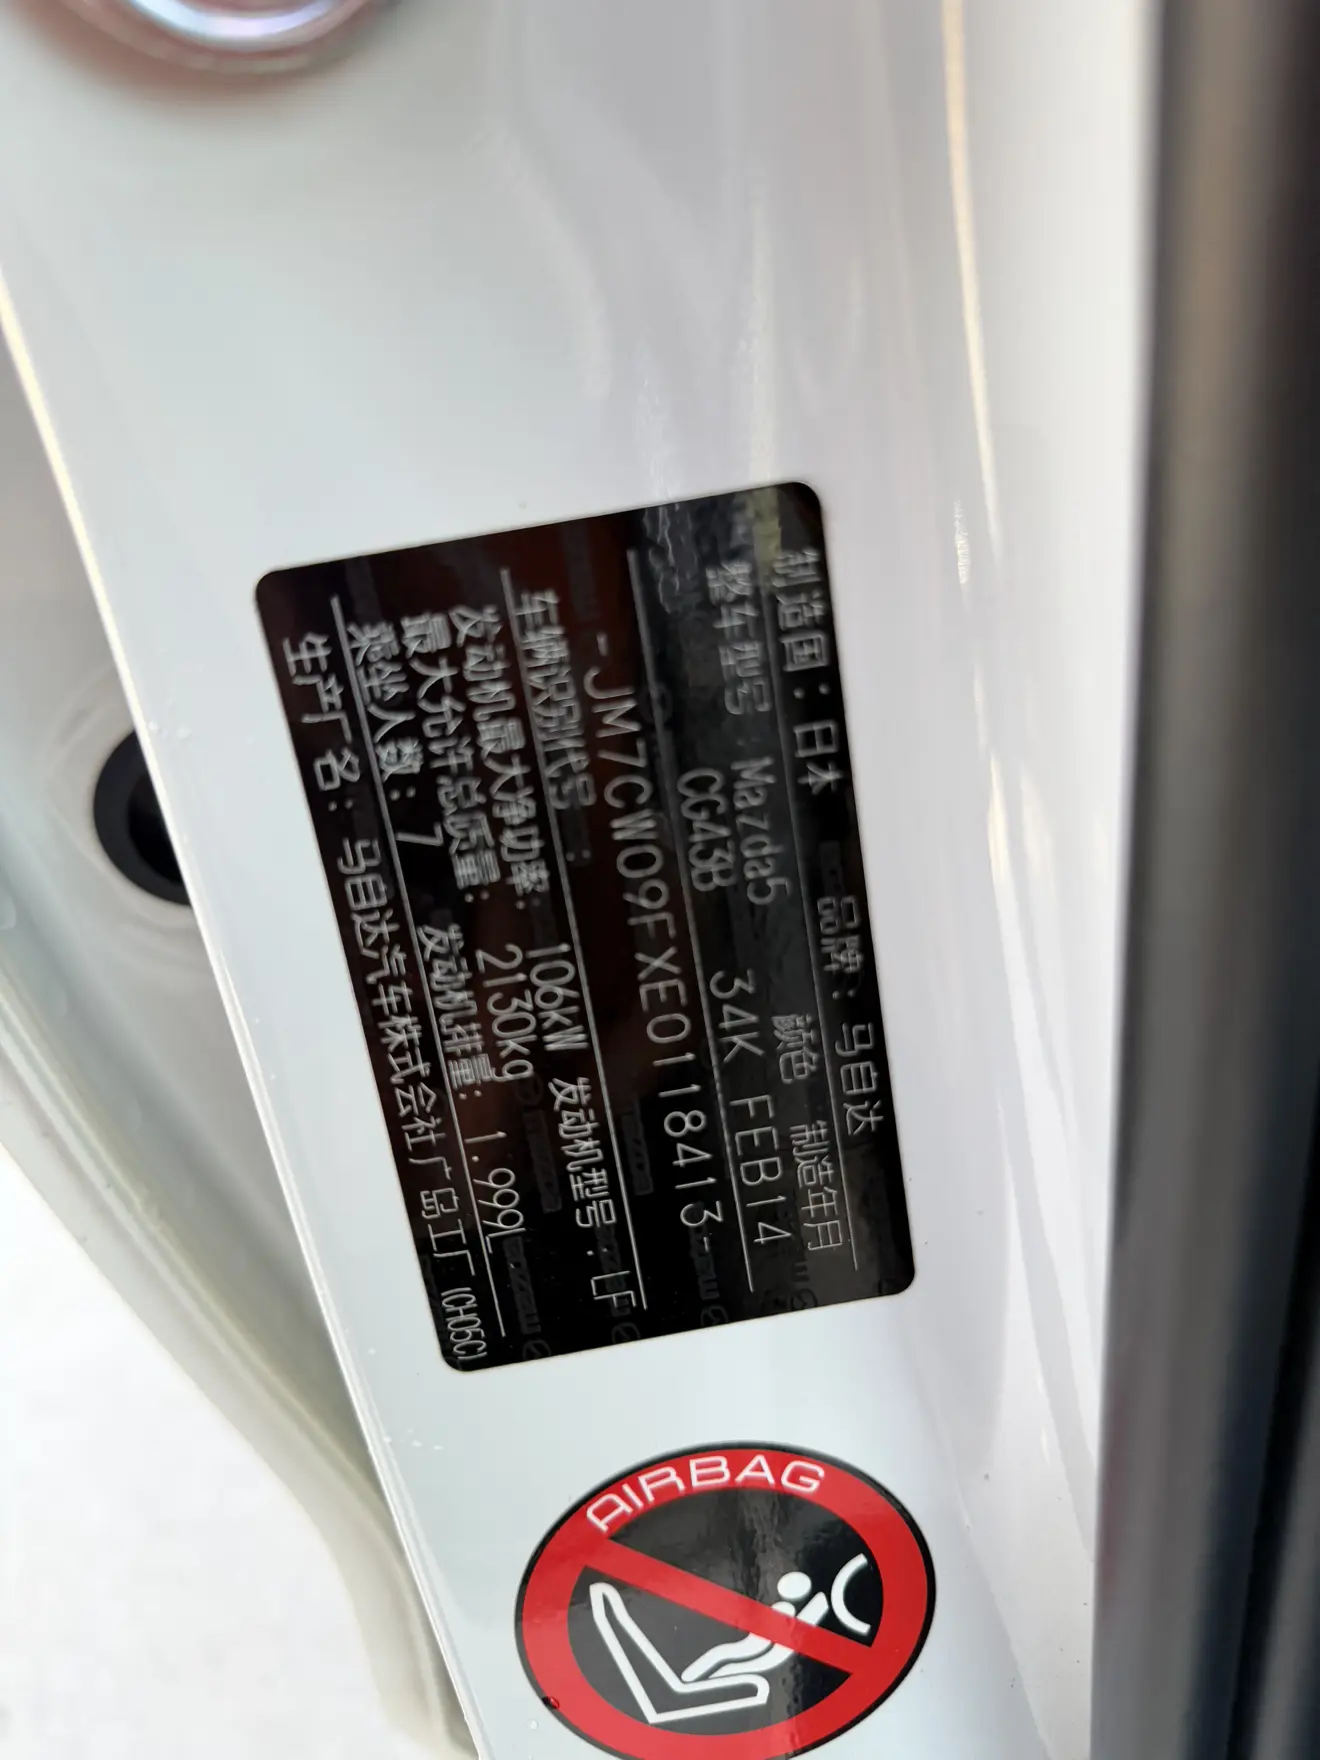 制造国：日本 品牌：马自达
整车型号 Mazda5 颜色 制造年月
CG43B 34K FEB14
-JM7CW09FXE0118413-
车辆识别代号：
发动机最大净功率：106kW 发动机型号：LF
最大允许总质量：2130kg
乘坐人数：7 发动机排量：1.999L
生产厂名：马自达汽车株式会社广岛工厂 (CH05C)
AIRBAG